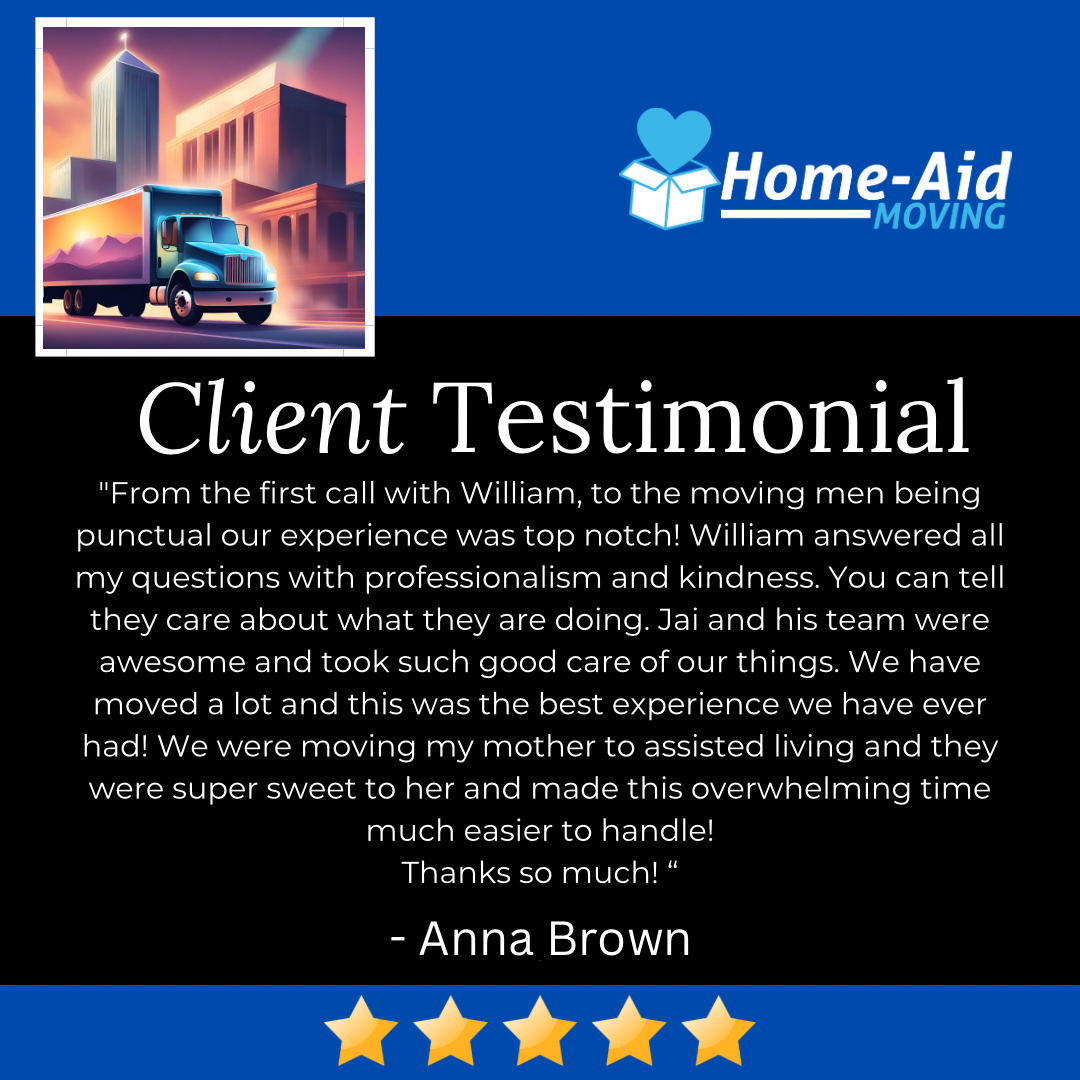 Home-Aid
MOVING
Client Testimonial
"From the first call with William, to the moving men being
punctual our experience was top notch! William answered all
my questions with professionalism and kindness. You can tell
they care about what they are doing. Jai and his team were
awesome and took such good care of our things. We have
moved a lot and this was the best experience we have ever
had! We were moving my mother to assisted living and they
were super sweet to her and made this overwhelming time
much easier to handle!
Thanks so much! “
- Anna Brown